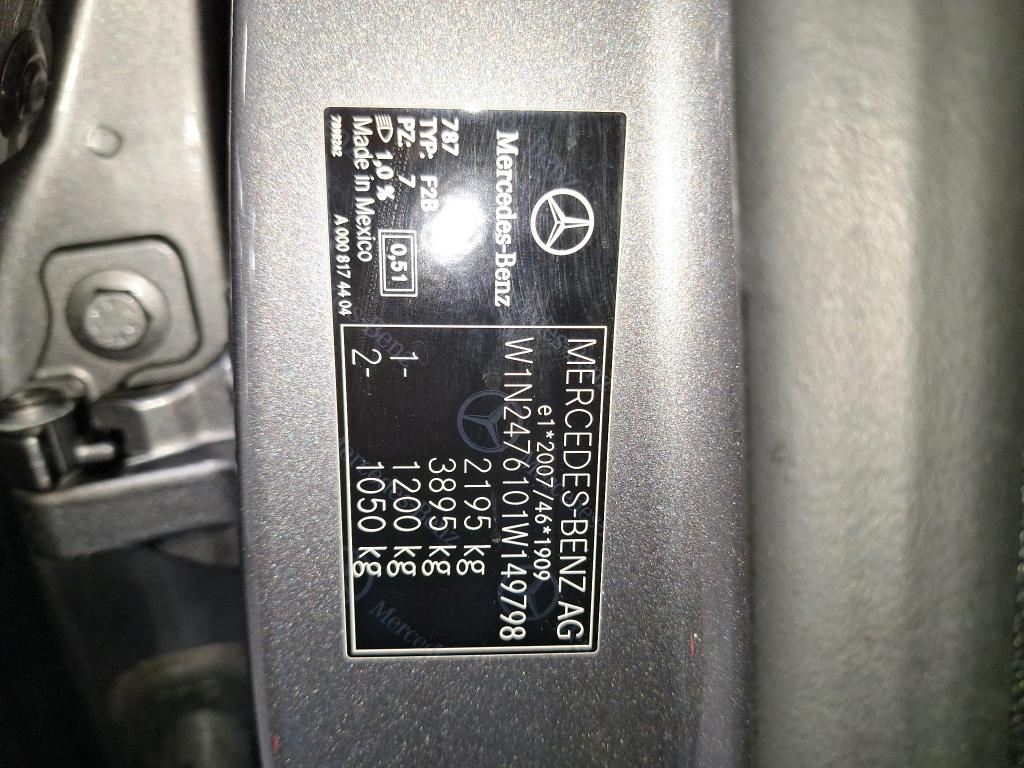 Mercedes-Benz
787
TYP: F2B
PZ: 7
1,0 %
0,51
Made in Mexico
A 000 817 44 04
MERCEDES-BENZ AG
e1*2007/46*1909
W1N2476101W149798
2195 kg
3895 kg
1- 1200 kg
2- 1050 kg